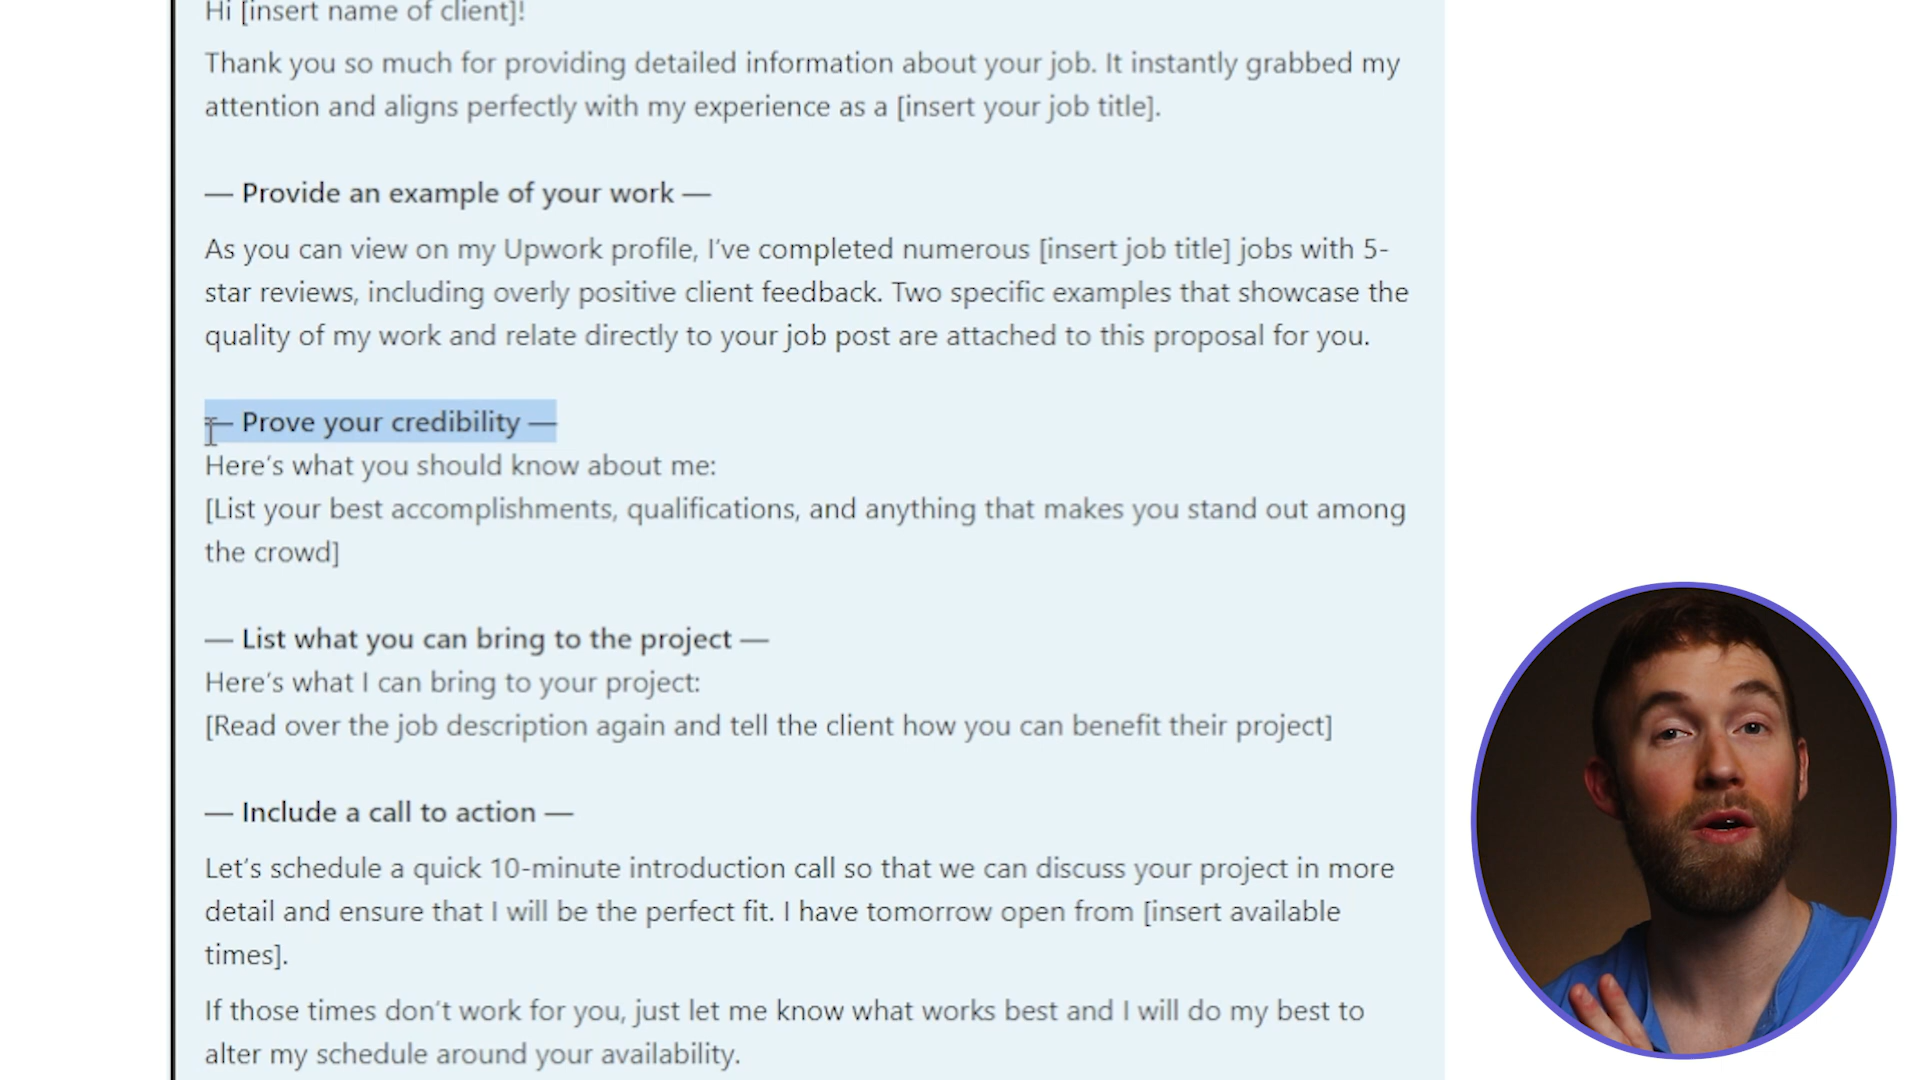 Hi [insert name of client]!
Thank you so much for providing detailed information about your job. It instantly grabbed my
attention and aligns perfectly with my experience as a [insert your job title].
— Provide an example of your work —
As you can view on my Upwork profile, I’ve completed numerous [insert job title] jobs with 5-
star reviews, including overly positive client feedback. Two specific examples that showcase the
quality of my work and relate directly to your job post are attached to this proposal for you.
— Prove your credibility —
Here’s what you should know about me:
[List your best accomplishments, qualifications, and anything that makes you stand out among
the crowd]
— List what you can bring to the project —
Here’s what I can bring to your project:
[Read over the job description again and tell the client how you can benefit their project]
— Include a call to action —
Let’s schedule a quick 10-minute introduction call so that we can discuss your project in more
detail and ensure that I will be the perfect fit. I have tomorrow open from [insert available
times].
If those times don’t work for you, just let me know what works best and I will do my best to
alter my schedule around your availability.